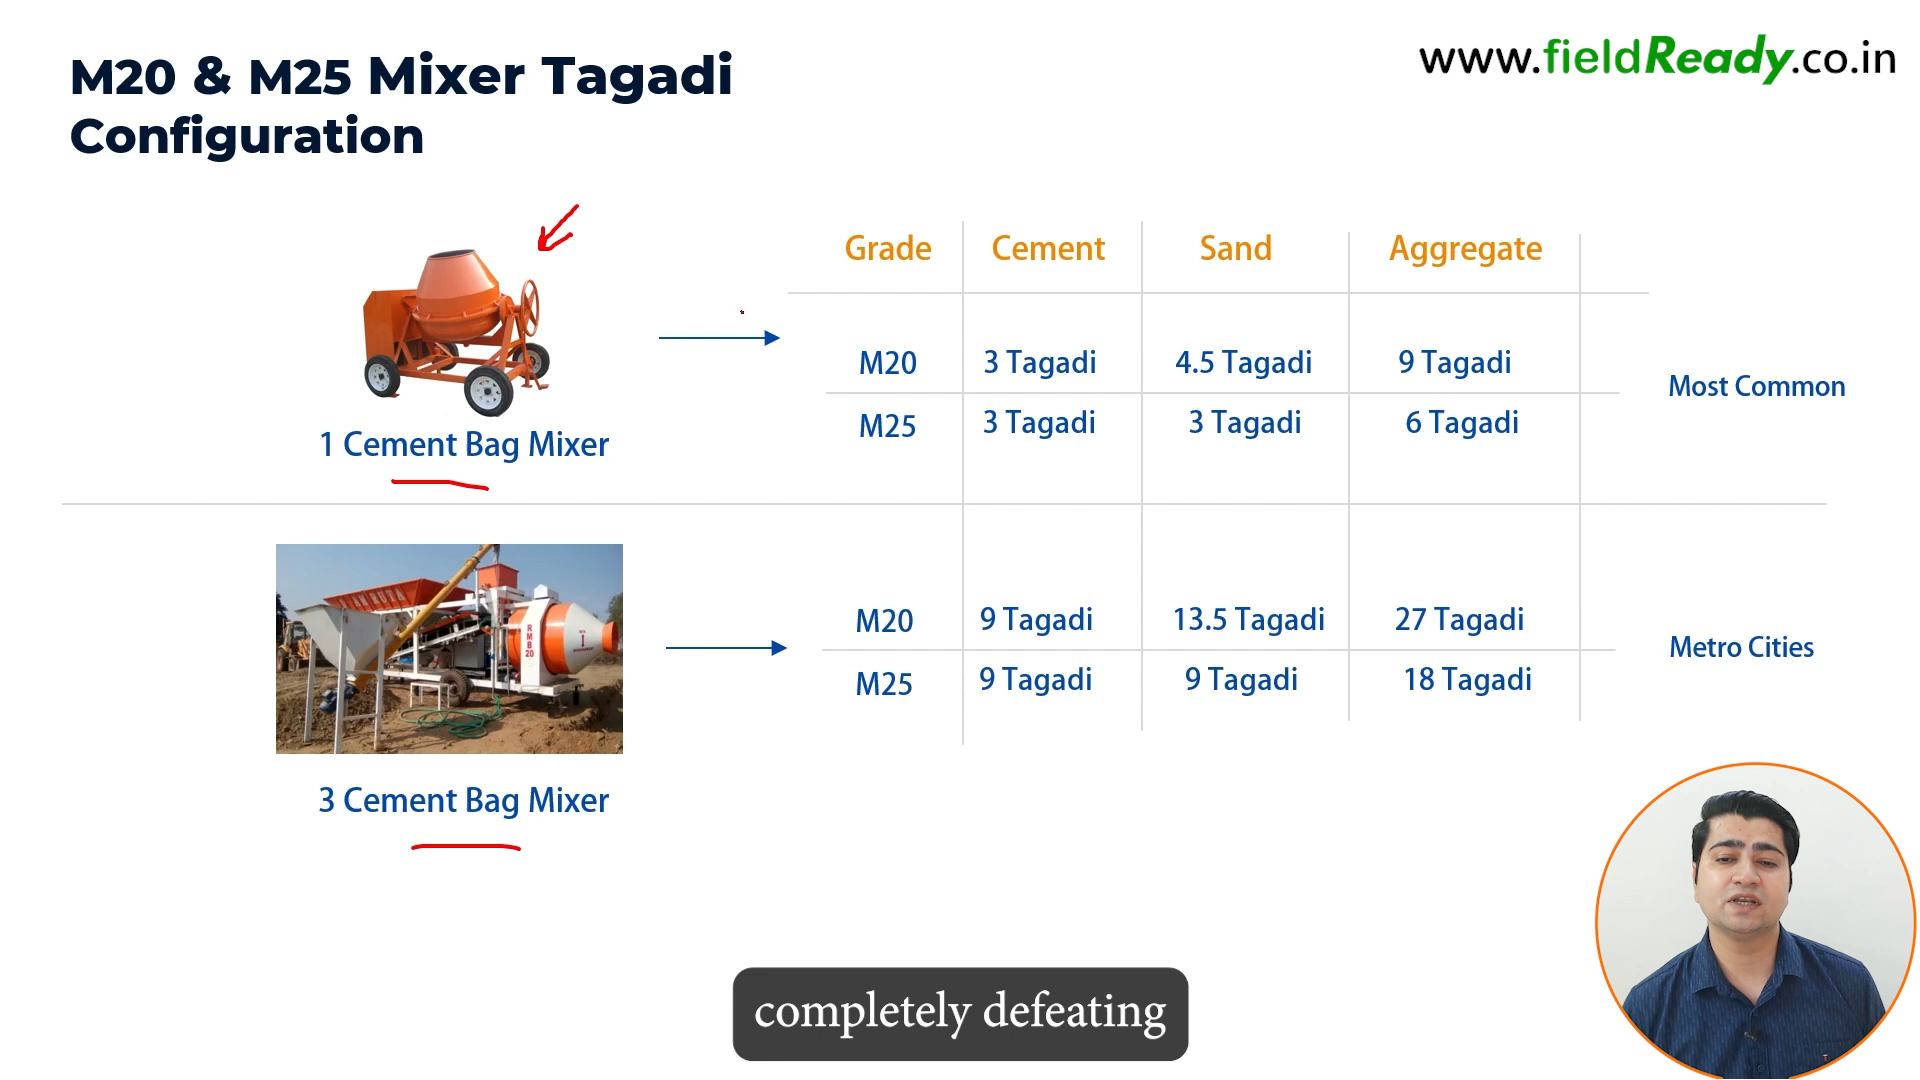 M20 & M25 Mixer Tagadi
Configuration
www.fieldReady.co.in
Grade Cement Sand Aggregate
M20 3 Tagadi 4.5 Tagadi 9 Tagadi
M25 3 Tagadi 3 Tagadi 6 Tagadi
Most Common
1 Cement Bag Mixer
M20 9 Tagadi 13.5 Tagadi 27 Tagadi
M25 9 Tagadi 9 Tagadi 18 Tagadi
Metro Cities
RMB20
3 Cement Bag Mixer
completely defeating